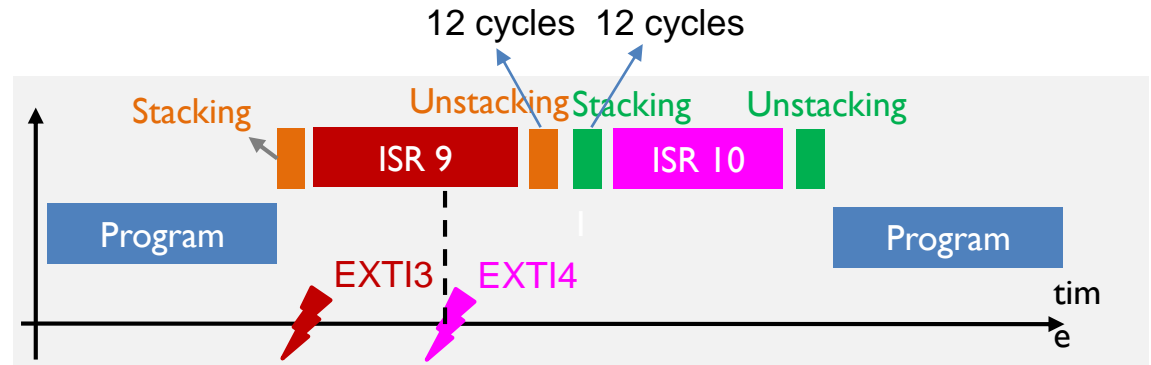 12 cycles 12 cycles
Stacking
Unstacking
Stacking
Unstacking
ISR 9
ISR 10
I
Program
Program
EXTI3
EXTI4
tim
e